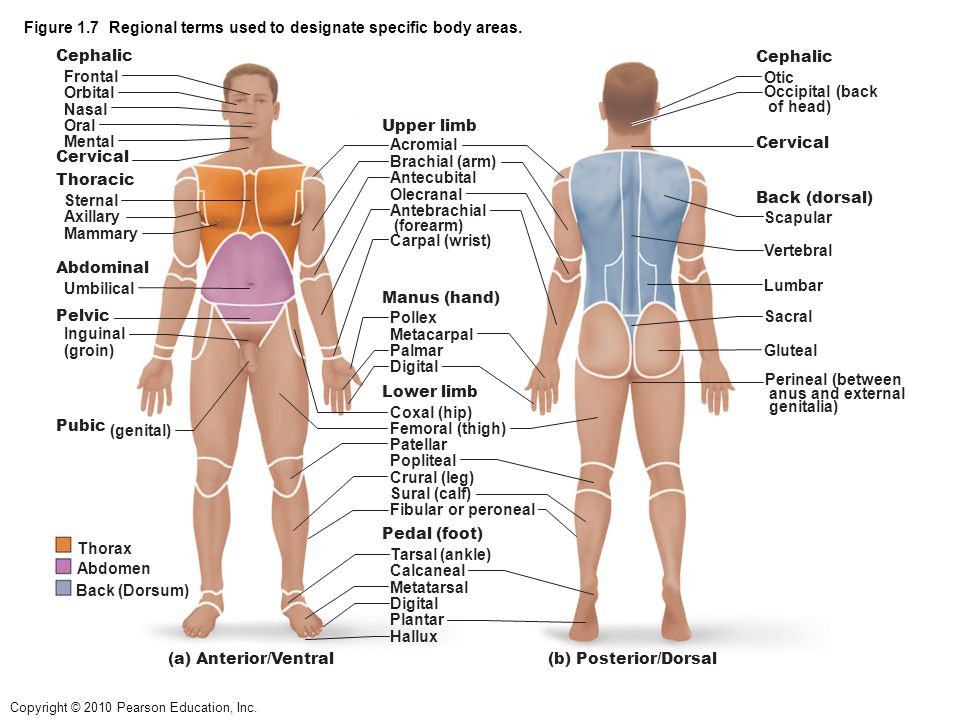 Figure 1.7 Regional terms used to designate specific body areas.
Cephalic
Frontal
Orbital
Nasal
Oral
Mental
Cervical
Thoracic
Sternal
Axillary
Mammary
Abdominal
Umbilical
Pelvic
Inguinal
(groin)
Pubic (genital)
Thorax
Abdomen
Back (Dorsum)
Upper limb
Acromial
Brachial (arm)
Antecubital
Olecranal
Antebrachial
(forearm)
Carpal (wrist)
Manus (hand)
Pollex
Metacarpal
Palmar
Digital
Lower limb
Coxal (hip)
Femoral (thigh)
Patellar
Popliteal
Crural (leg)
Sural (calf)
Fibular or peroneal
Pedal (foot)
Tarsal (ankle)
Calcaneal
Metatarsal
Digital
Plantar
Hallux
Cephalic
Otic
Occipital (back
of head)
Cervical
Back (dorsal)
Scapular
Vertebral
Lumbar
Sacral
Gluteal
Perineal (between
anus and external
genitalia)
(a) Anterior/Ventral
(b) Posterior/Dorsal
Copyright © 2010 Pearson Education, Inc.